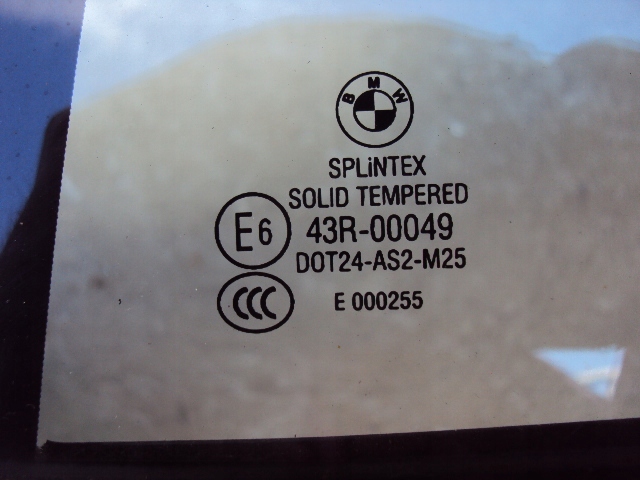 BMW
SPLiNTEX
SOLID TEMPERED
E6 43R-00049
DOT24-AS2-M25
CCC E 000255